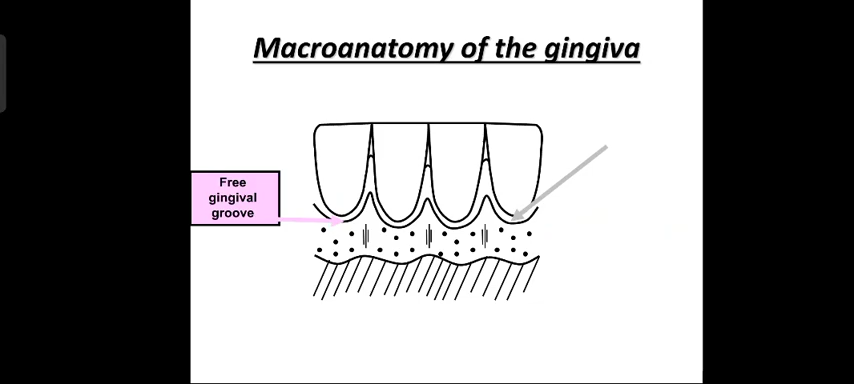 Macroanatomy of the gingiva
Free
gingival
groove